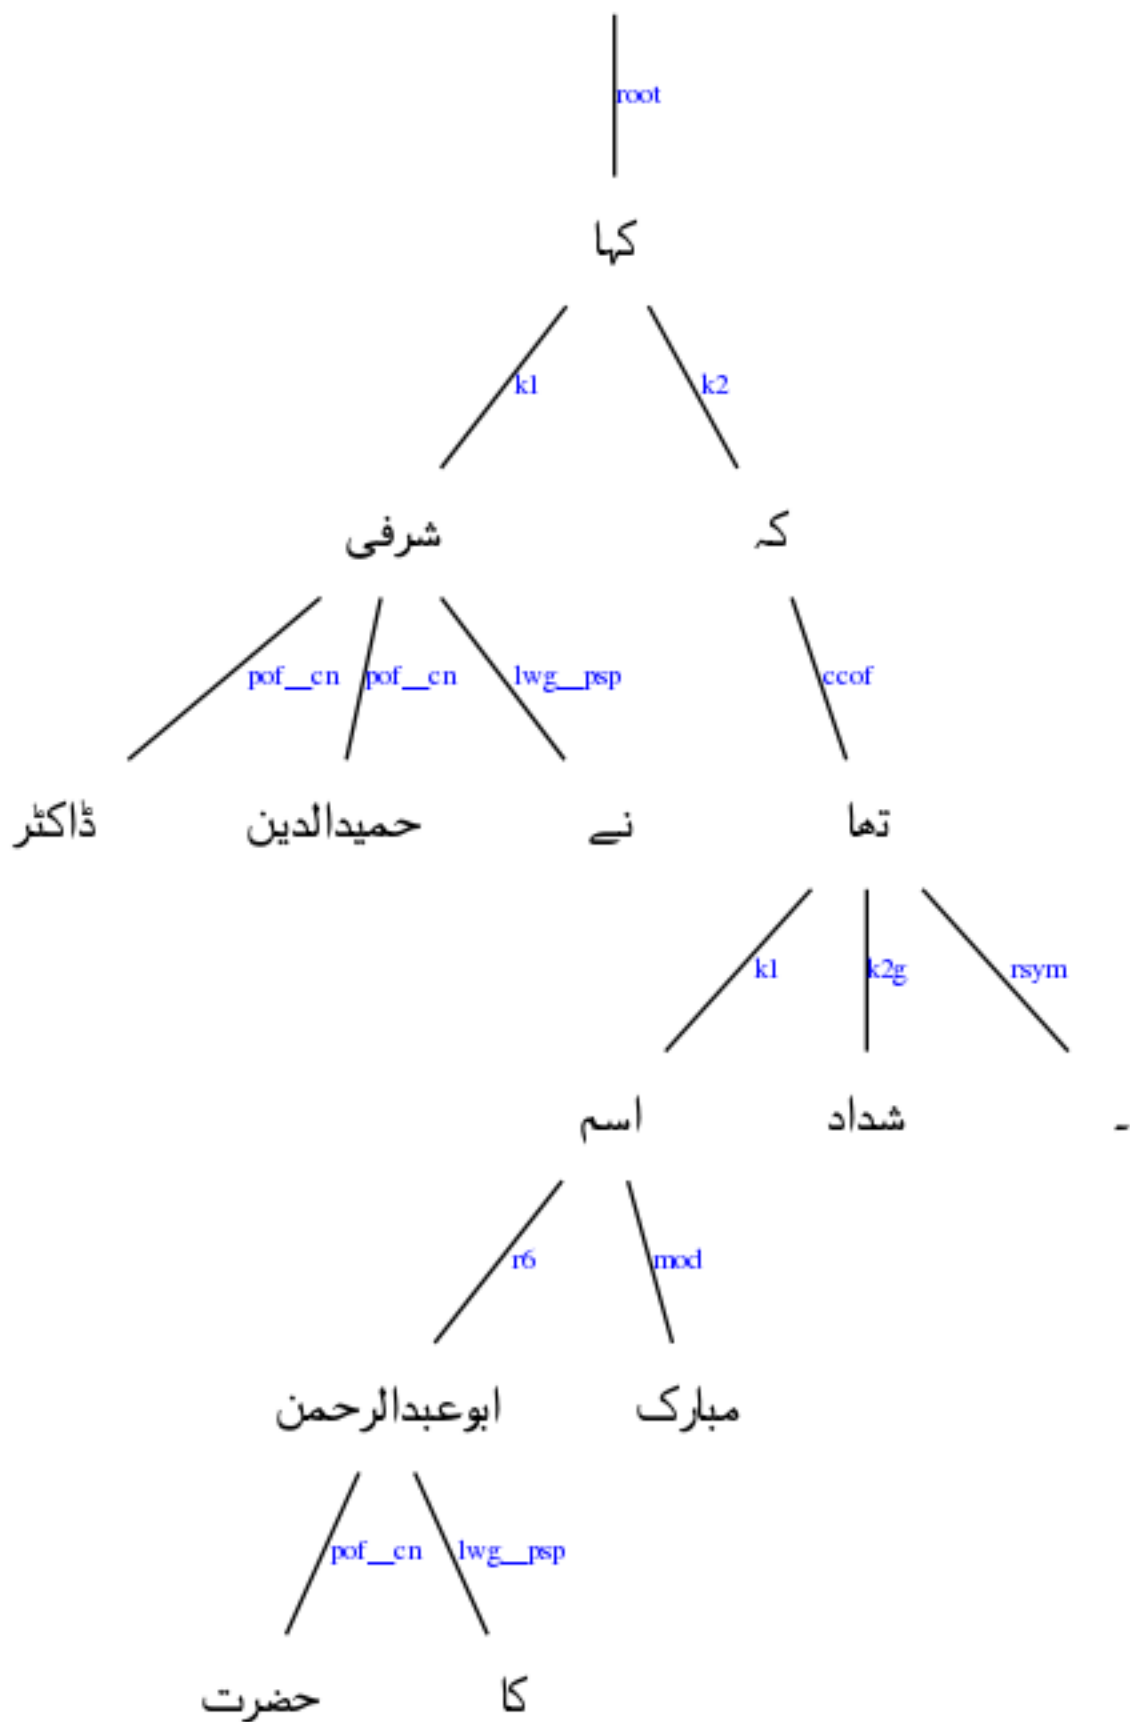 root
کہا
k1 k2
شرفی کہ
pof__cn pof__cn lwg__psp ccof
ڈاکٹر حمیدالدین نے تھا
k1 k2g rsym
اسم شداد ۔
r6 mod
ابوعبدالرحمن مبارک
pof__cn lwg__psp
حضرت کا